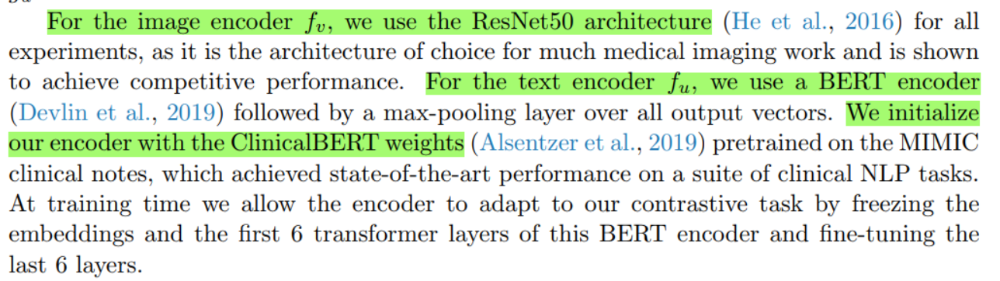 For the image encoder fv, we use the ResNet50 architecture (He et al., 2016) for all
experiments, as it is the architecture of choice for much medical imaging work and is shown
to achieve competitive performance. For the text encoder fu, we use a BERT encoder
(Devlin et al., 2019) followed by a max-pooling layer over all output vectors. We initialize
our encoder with the ClinicalBERT weights (Alsentzer et al., 2019) pretrained on the MIMIC
clinical notes, which achieved state-of-the-art performance on a suite of clinical NLP tasks.
At training time we allow the encoder to adapt to our contrastive task by freezing the
embeddings and the first 6 transformer layers of this BERT encoder and fine-tuning the
last 6 layers.